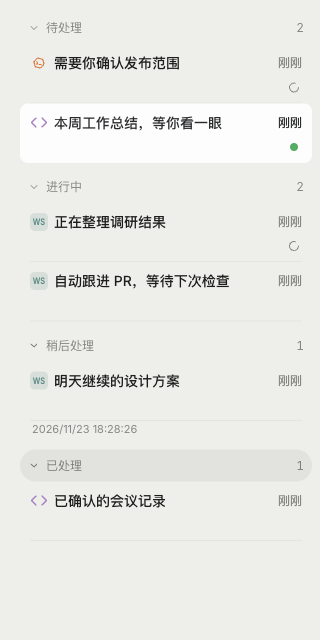 待处理 2
需要你确认发布范围 刚刚
本周工作总结，等你看一眼 刚刚
进行中 2
WS 正在整理调研结果 刚刚
WS 自动跟进 PR，等待下次检查 刚刚
稍后处理 1
WS 明天继续的设计方案 刚刚
2026/11/23 18:28:26
已处理 1
已确认的会议记录 刚刚